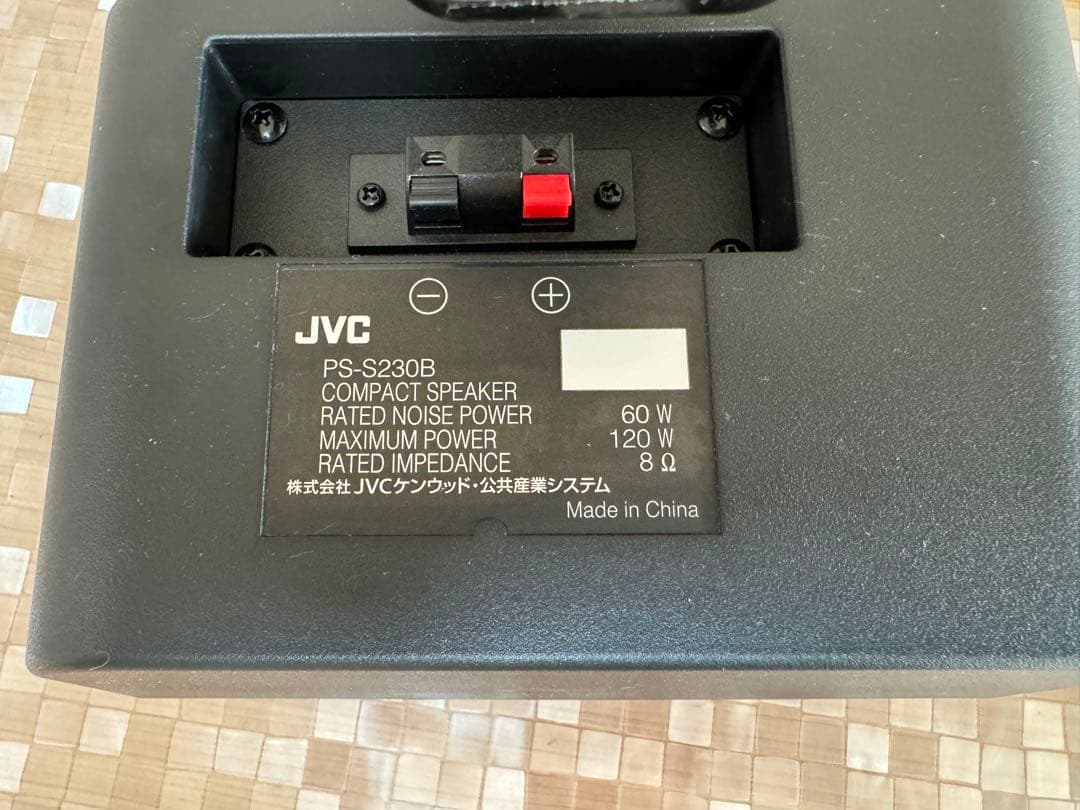 ⊖ ⊕
JVC
PS-S230B
COMPACT SPEAKER
RATED NOISE POWER 60 W
MAXIMUM POWER 120 W
RATED IMPEDANCE 8 Ω
株式会社 JVCケンウッド・公共産業システム
Made in China